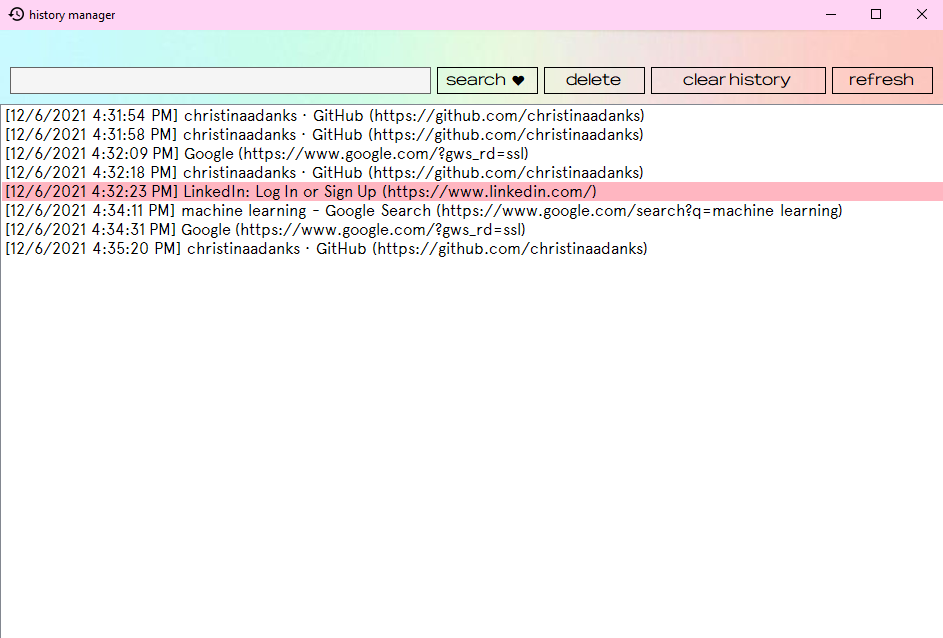 history manager
search ♥ delete clear history refresh
[12/6/2021 4:31:54 PM] christinaadanks · GitHub (https://github.com/christinaadanks)
[12/6/2021 4:31:58 PM] christinaadanks · GitHub (https://github.com/christinaadanks)
[12/6/2021 4:32:09 PM] Google (https://www.google.com/?gws_rd=ssl)
[12/6/2021 4:32:18 PM] christinaadanks · GitHub (https://github.com/christinaadanks)
[12/6/2021 4:32:23 PM] LinkedIn: Log In or Sign Up (https://www.linkedin.com/)
[12/6/2021 4:34:11 PM] machine learning - Google Search (https://www.google.com/search?q=machine learning)
[12/6/2021 4:34:31 PM] Google (https://www.google.com/?gws_rd=ssl)
[12/6/2021 4:35:20 PM] christinaadanks · GitHub (https://github.com/christinaadanks)